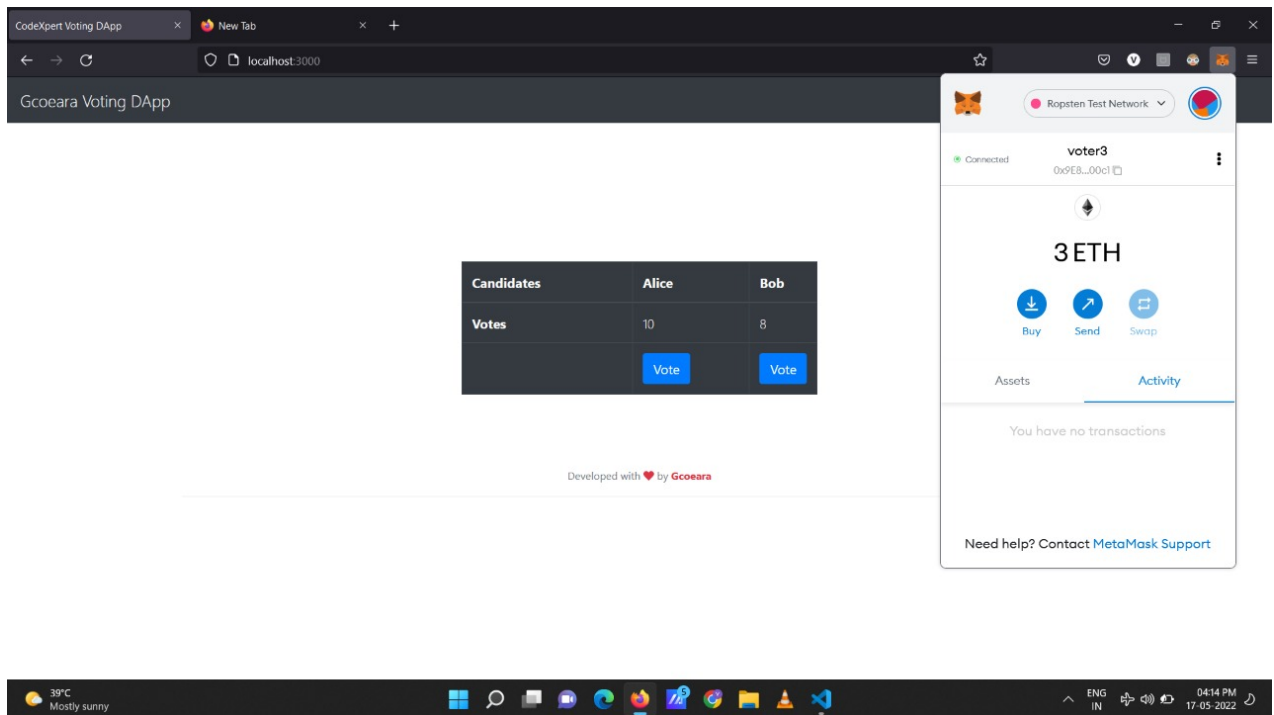 CodeXpert Voting DApp
New Tab
localhost:3000
V
Gcoeara Voting DApp
Ropsten Test Network
Connected
voter3
0x9E8...00c1
3 ETH
Buy Send Swap
Assets Activity
You have no transactions
Need help? Contact MetaMask Support
Candidates Alice Bob
Votes 10 8
Vote Vote
Developed with ❤ by Gcoeara
39°C
Mostly sunny
5
ENG
IN
04:14 PM
17-05-2022